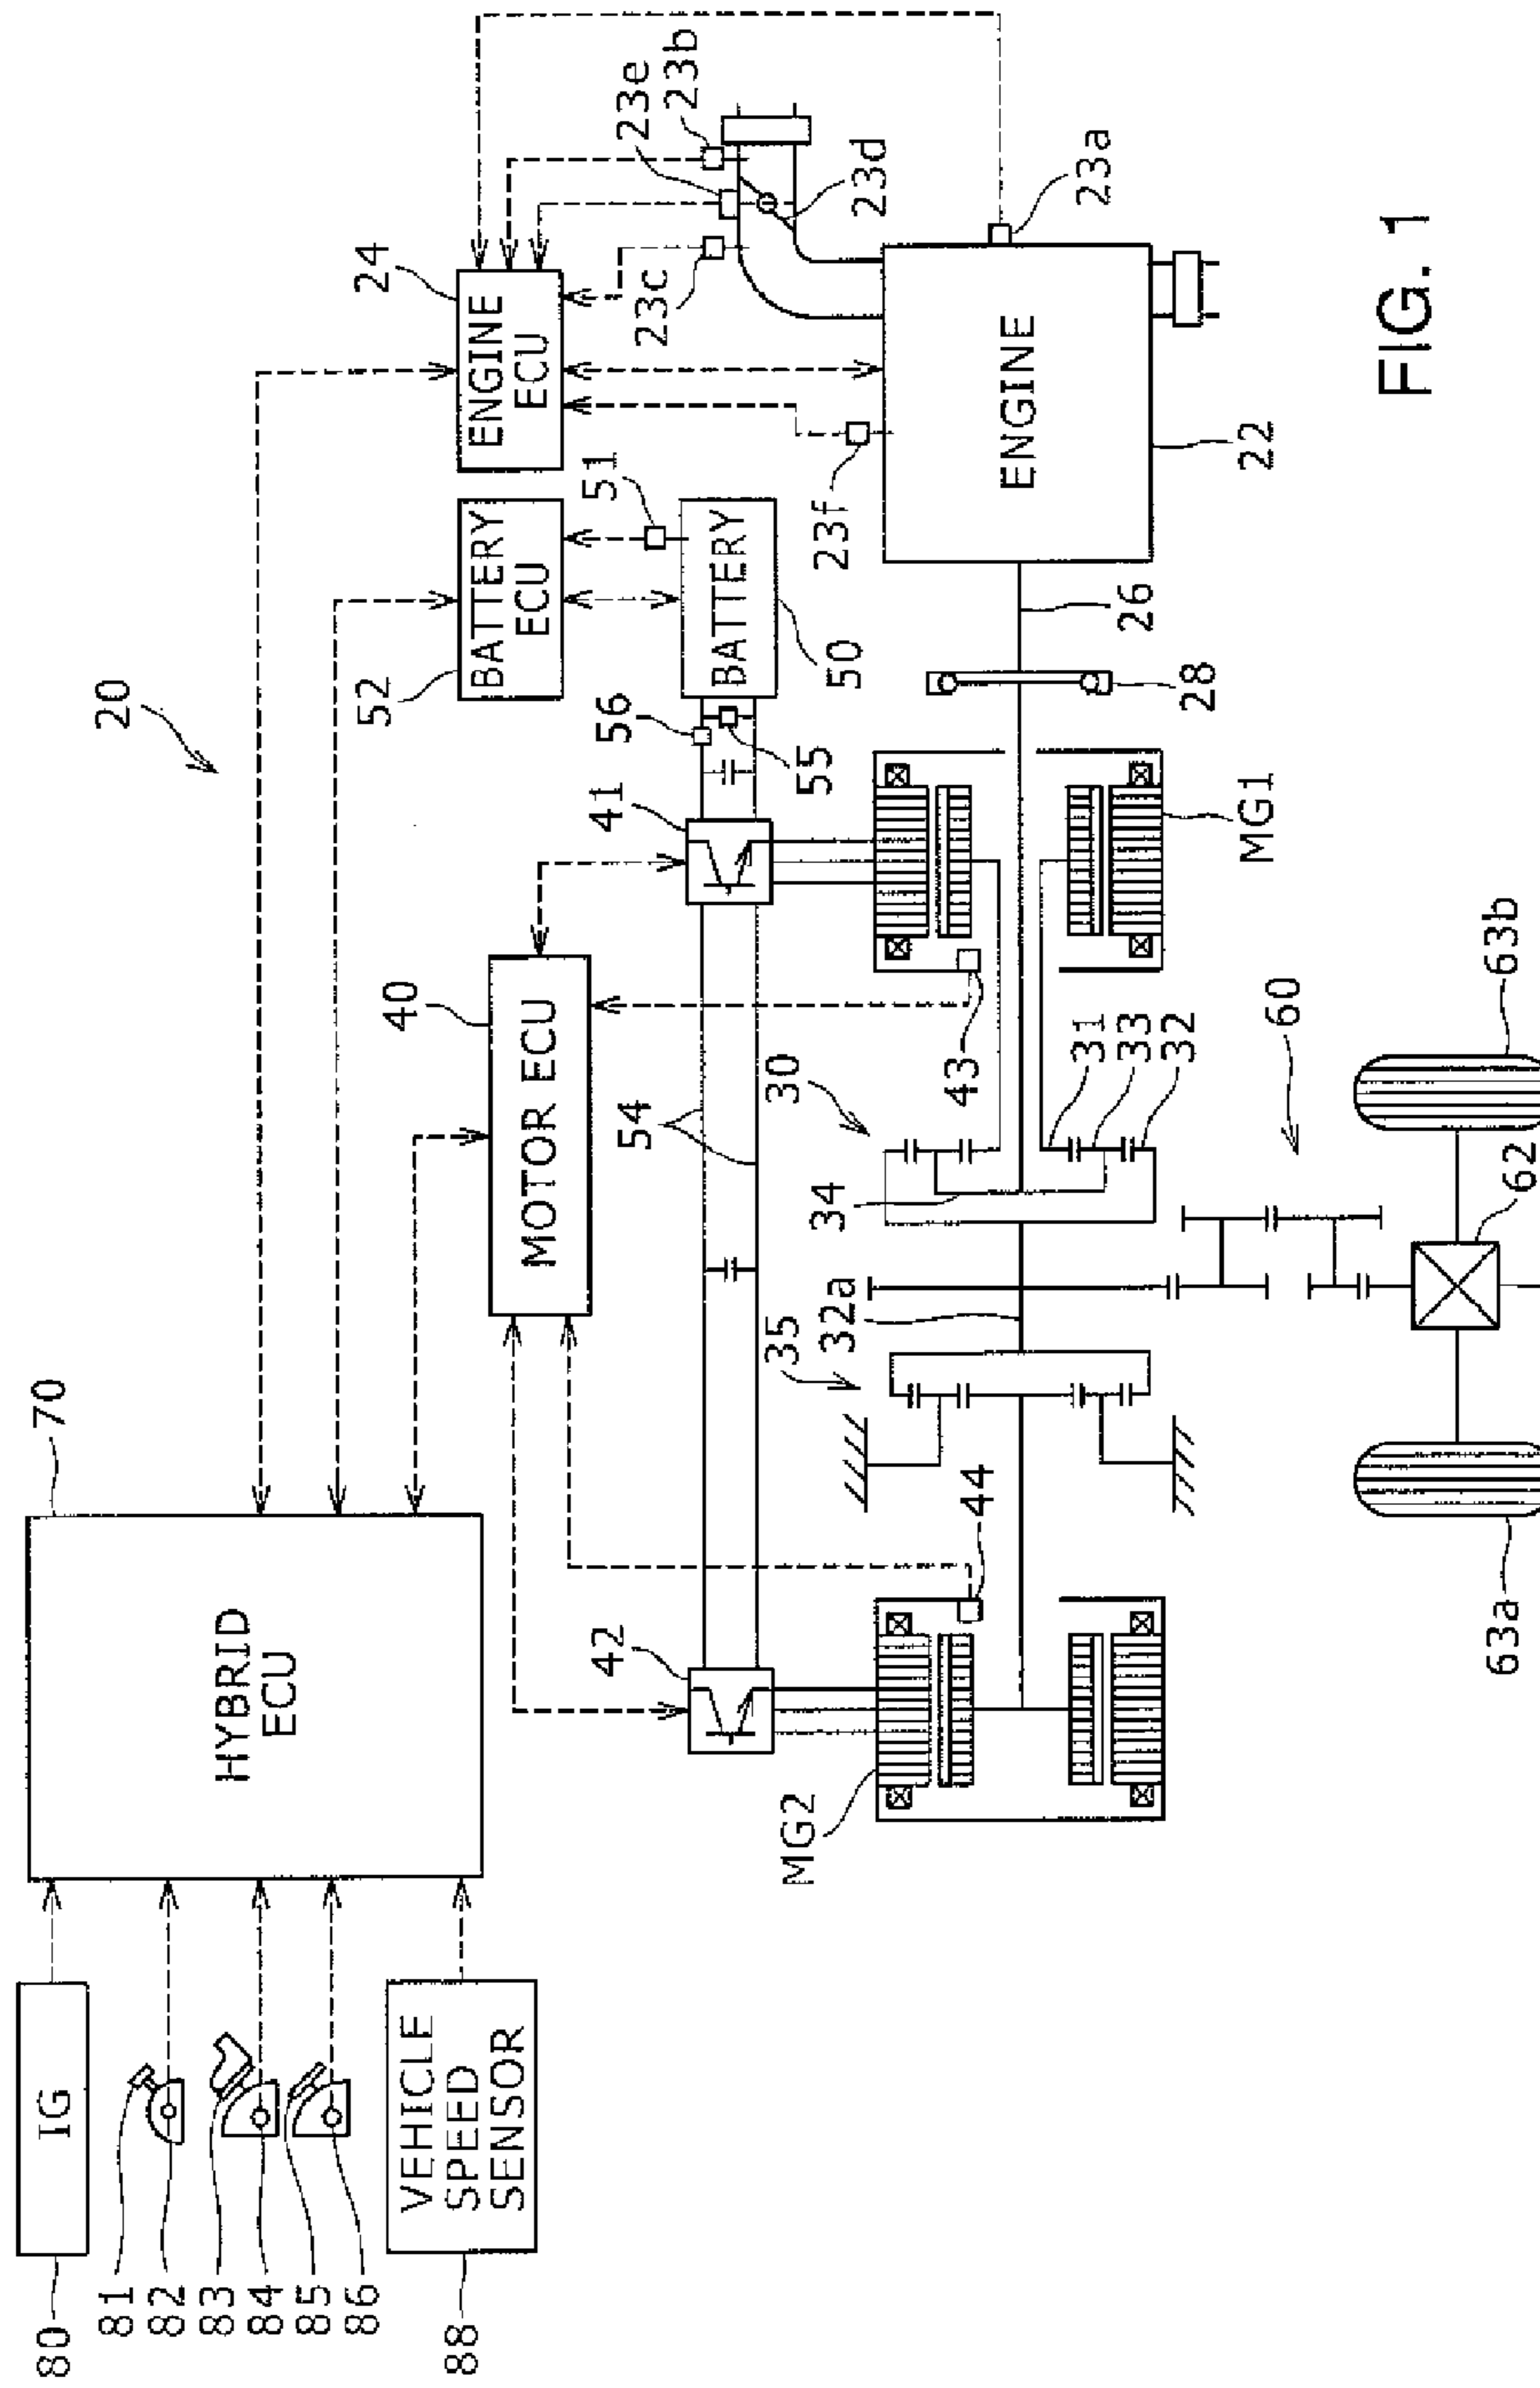 20
70
HYBRID
ECU
IG
80
81
82
83
84
85
86
VEHICLE
SPEED
SENSOR
88
40
MOTOR ECU
52
BATTERY
ECU
24
ENGINE
ECU
51
BATTERY
50
56
55
54
41
42
23e
23b
23c
23d
23f
23a
ENGINE
22
26
28
MG1
MG2
43
44
30
31
33
32
34
35
32a
60
62
63a
63b
FIG. 1